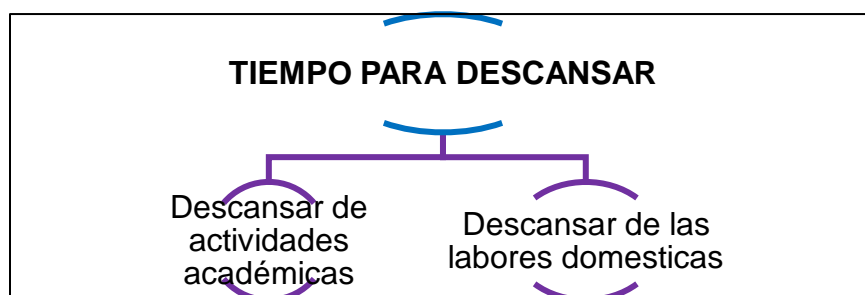 TIEMPO PARA DESCANSAR
Descansar de
actividades
académicas
Descansar de las
labores domesticas